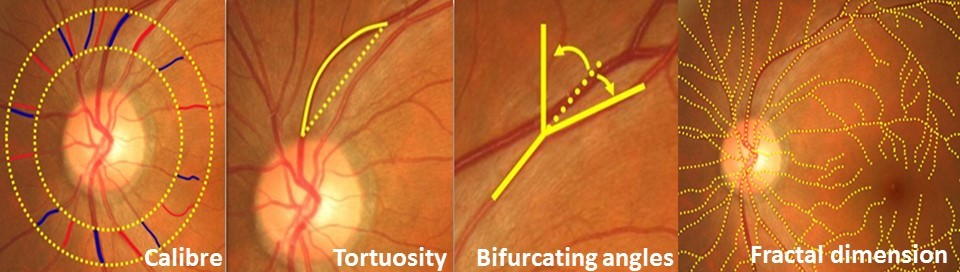 Calibre
Tortuosity
Bifurcating angles
Fractal dimension